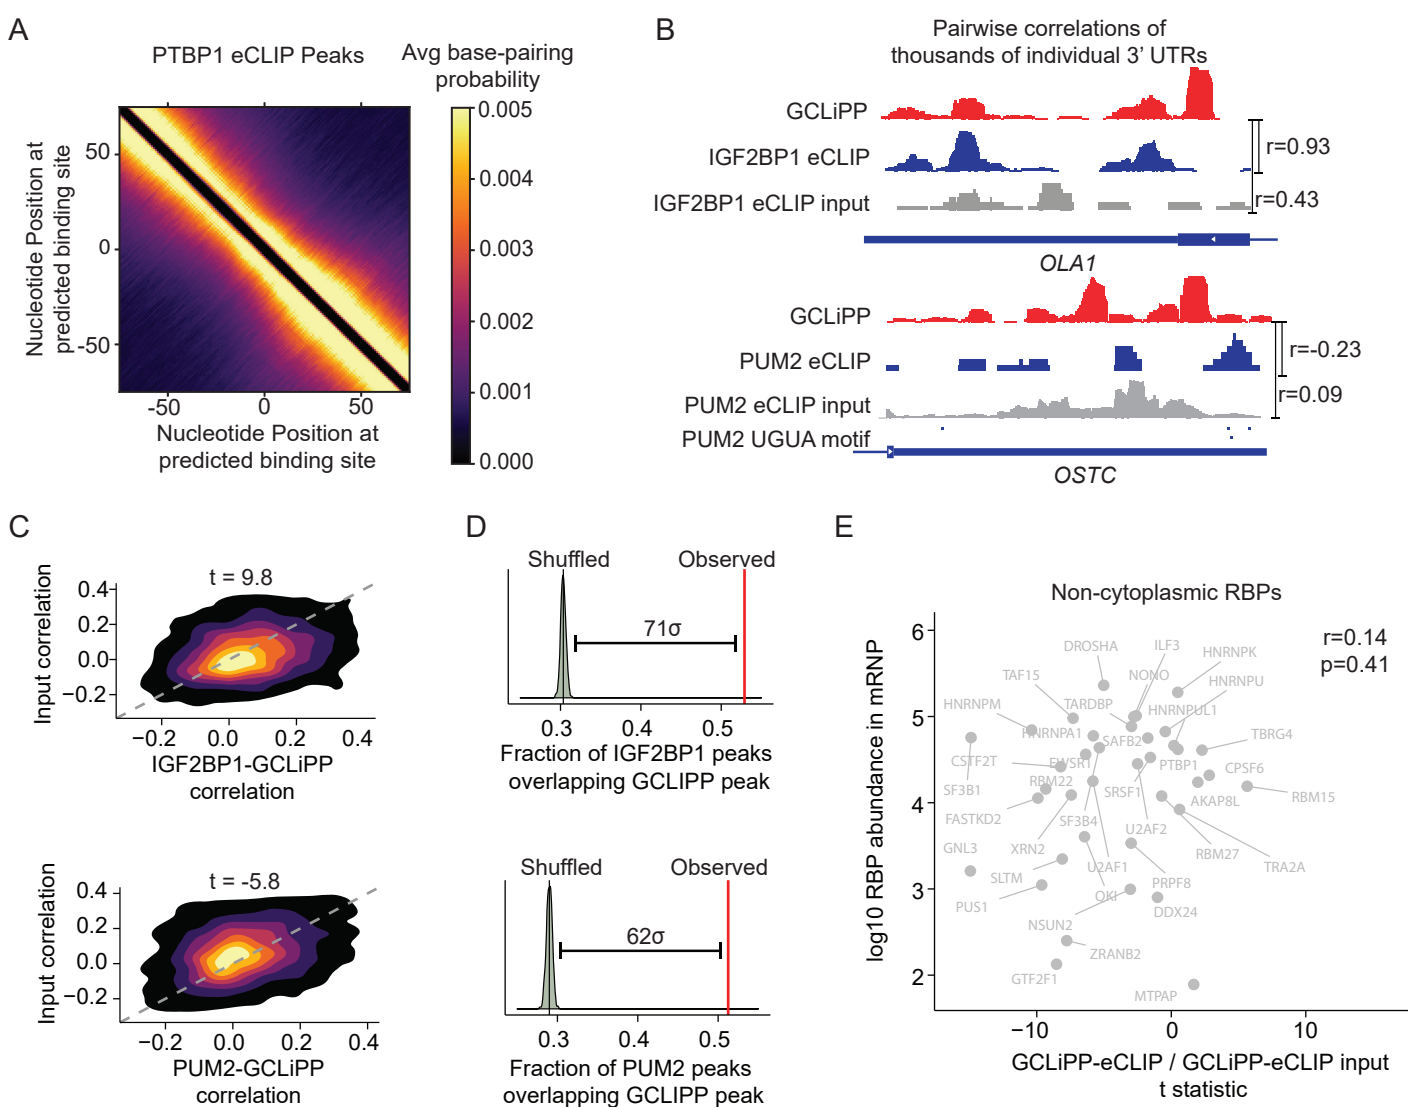 A
PTBP1 eCLIP Peaks
Avg base-pairing
probability
Nucleotide Position at
predicted binding site
50
0
-50
-50
0
50
Nucleotide Position at
predicted binding site
0.005
0.004
0.003
0.002
0.001
0.000
B
Pairwise correlations of
thousands of individual 3' UTRs
GCLiPP
IGF2BP1 eCLIP
IGF2BP1 eCLIP input
r=0.93
r=0.43
OLA1
GCLiPP
PUM2 eCLIP
PUM2 eCLIP input
PUM2 UGUA motif
r=-0.23
r=0.09
OSTC
C
t = 9.8
Input correlation
0.4
0.2
0.0
−0.2
−0.2
0.0
0.2
0.4
IGF2BP1-GCLiPP
correlation
t = -5.8
Input correlation
0.4
0.2
0.0
−0.2
−0.2
0.0
0.2
0.4
PUM2-GCLiPP
correlation
D
Shuffled
Observed
71σ
0.3
0.4
0.5
Fraction of IGF2BP1 peaks
overlapping GCLIPP peak
Shuffled
Observed
62σ
0.3
0.4
0.5
Fraction of PUM2 peaks
overlapping GCLIPP peak
E
Non-cytoplasmic RBPs
r=0.14
p=0.41
log10 RBP abundance in mRNP
6
5
4
3
2
DROSHA
ILF3
HNRNPK
TAF15
NONO
HNRNPU
HNRNPM
TARDBP
HNRNPUL1
HNRNPA1
SAFB2
TBRG4
CSTF2T
EWSR1
PTBP1
CPSF6
SF3B1
RBM22
SRSF1
AKAP8L
RBM15
FASTKD2
SF3B4
U2AF2
GNL3
XRN2
RBM27
TRA2A
SLTM
U2AF1
PRPF8
PUS1
QKI
DDX24
NSUN2
ZRANB2
GTF2F1
MTPAP
−10
0
10
GCLiPP-eCLIP / GCLiPP-eCLIP input
t statistic